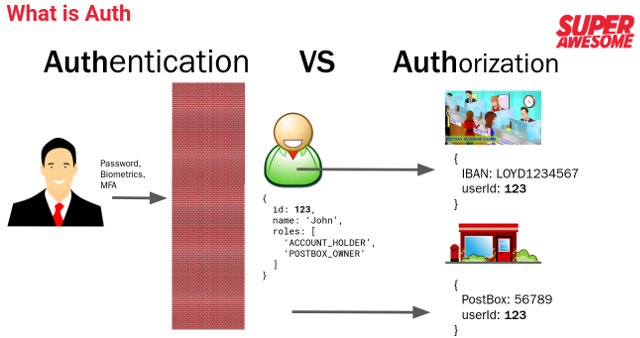 What is Auth
SUPER
AWESOME
Authentication VS Authorization
Password,
Biometrics,
MFA
{
id: 123,
name: ‘John’,
roles: [
‘ACCOUNT_HOLDER’,
‘POSTBOX_OWNER’
]
}
{
IBAN: LOYD1234567
userId: 123
}
{
PostBox: 56789
userId: 123
}